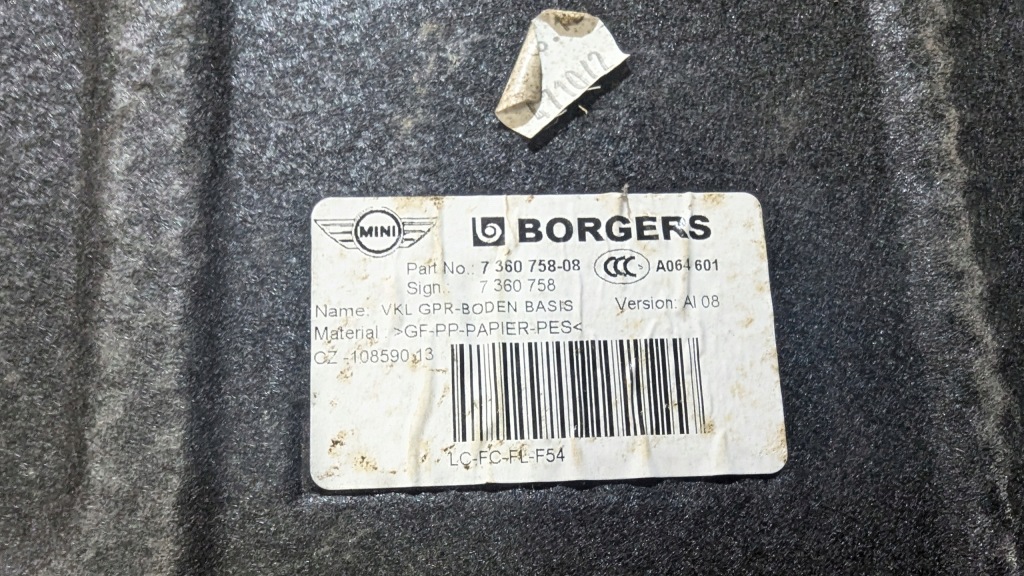 MINI BORGERS
Part No.: 7 360 758-08 CCC A064 601
Sign.: 7 360 758
Name: VKL GPR-BODEN BASIS Version: AI 08
Material >GF-PP-PAPIER-PES<
CZ -108590.13
LC-FC-FL-F54